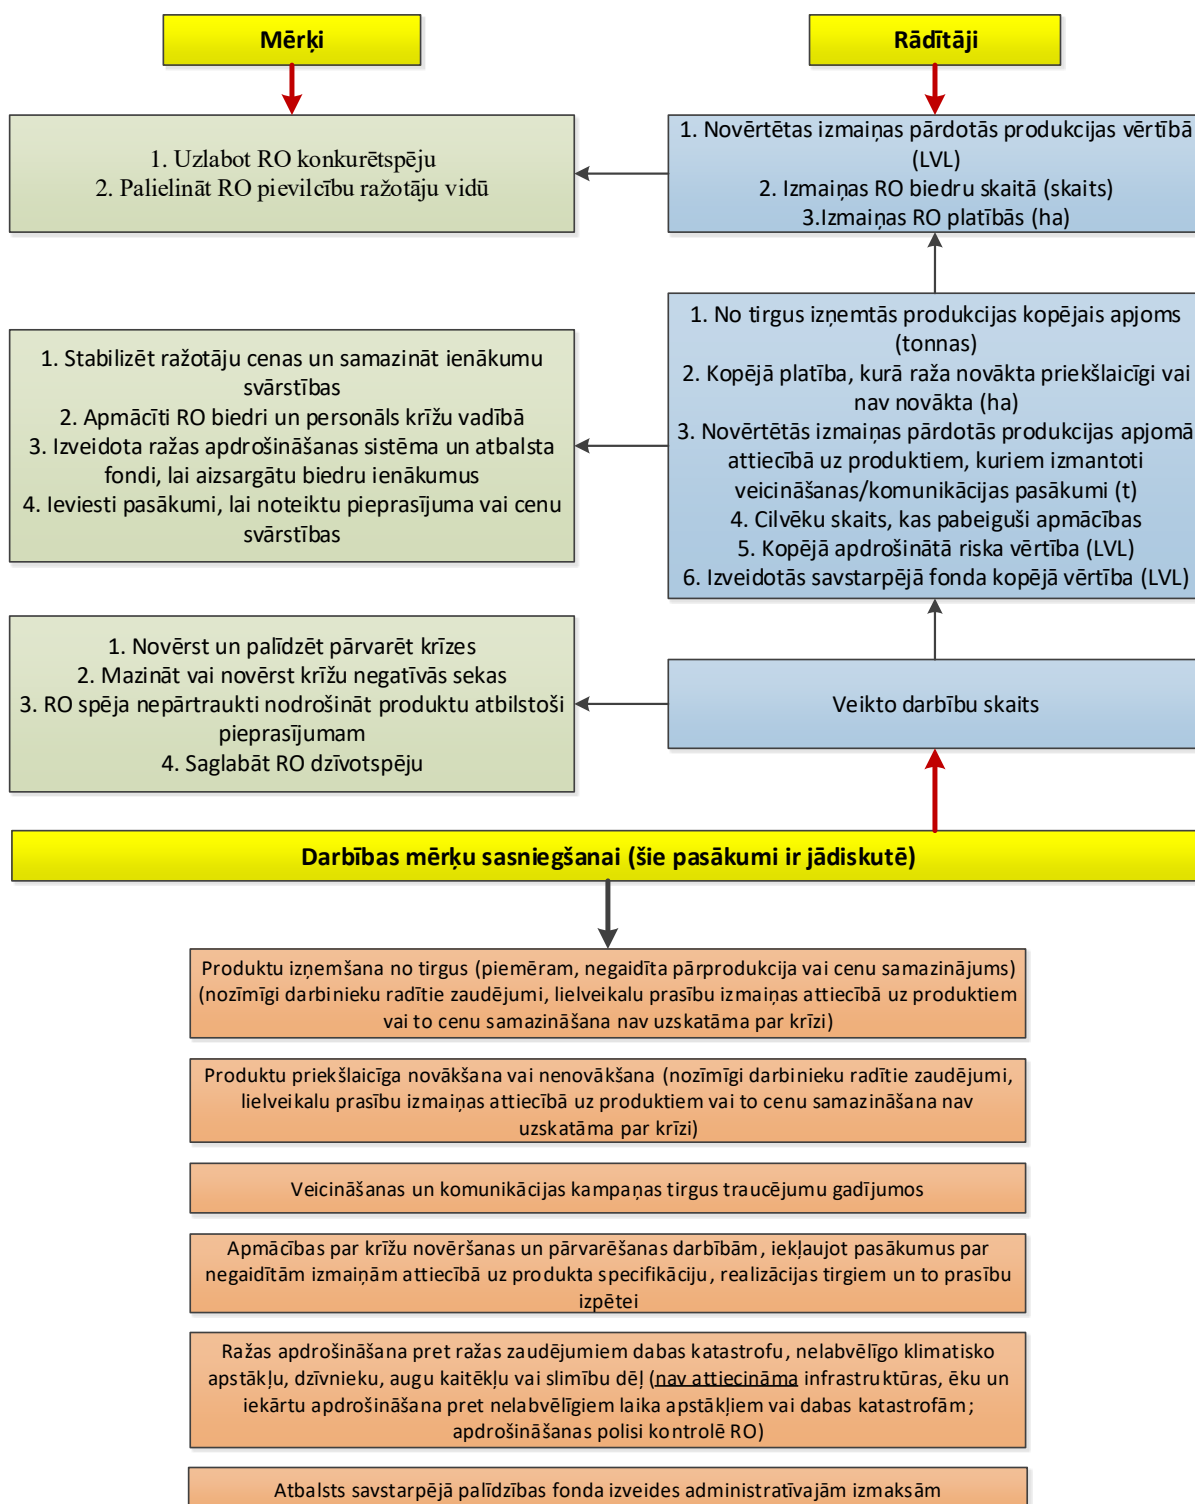 Mērķi
Rādītāji
1. Uzlabot RO konkurētspēju
2. Palielināt RO pievilcību ražotāju vidū
1. Novērtētas izmaiņas pārdotās produkcijas vērtībā
(LVL)
2. Izmaiņas RO biedru skaitā (skaits)
3.Izmaiņas RO platībās (ha)
1. Stabilizēt ražotāju cenas un samazināt ienākumu
svārstības
2. Apmācīti RO biedri un personāls krīžu vadībā
3. Izveidota ražas apdrošināšanas sistēma un atbalsta
fondi, lai aizsargātu biedru ienākumus
4. Ieviesti pasākumi, lai noteiktu pieprasījuma vai cenu
svārstības
1. No tirgus izņemtās produkcijas kopējais apjoms
(tonnas)
2. Kopējā platība, kurā raža novākta priekšlaicīgi vai
nav novākta (ha)
3. Novērtētās izmaiņas pārdotās produkcijas apjomā
attiecībā uz produktiem, kuriem izmantoti
veicināšanas/komunikācijas pasākumi (t)
4. Cilvēku skaits, kas pabeiguši apmācības
5. Kopējā apdrošinātā riska vērtība (LVL)
6. Izveidotās savstarpējā fonda kopējā vērtība (LVL)
1. Novērst un palīdzēt pārvarēt krīzes
2. Mazināt vai novērst krīžu negatīvās sekas
3. RO spēja nepārtraukti nodrošināt produktu atbilstoši
pieprasījumam
4. Saglabāt RO dzīvotspēju
Veikto darbību skaits
Darbības mērķu sasniegšanai (šie pasākumi ir jādiskutē)
Produktu izņemšana no tirgus (piemēram, negaidīta pārprodukcija vai cenu samazinājums)
(nozīmīgi darbinieku radītie zaudējumi, lielveikalu prasību izmaiņas attiecībā uz produktiem
vai to cenu samazināšana nav uzskatāma par krīzi)
Produktu priekšlaicīga novākšana vai nenovākšana (nozīmīgi darbinieku radītie zaudējumi,
lielveikalu prasību izmaiņas attiecībā uz produktiem vai to cenu samazināšana nav
uzskatāma par krīzi)
Veicināšanas un komunikācijas kampaņas tirgus traucējumu gadījumos
Apmācības par krīžu novēršanas un pārvarēšanas darbībām, iekļaujot pasākumus par
negaidītām izmaiņām attiecībā uz produkta specifikāciju, realizācijas tirgiem un to prasību
izpētei
Ražas apdrošināšana pret ražas zaudējumiem dabas katastrofu, nelabvēlīgo klimatisko
apstākļu, dzīvnieku, augu kaitēkļu vai slimību dēļ (nav attiecināma infrastruktūras, ēku un
iekārtu apdrošināšana pret nelabvēlīgiem laika apstākļiem vai dabas katastrofām;
apdrošināšanas polisi kontrolē RO)
Atbalsts savstarpējā palīdzības fonda izveides administratīvajām izmaksām